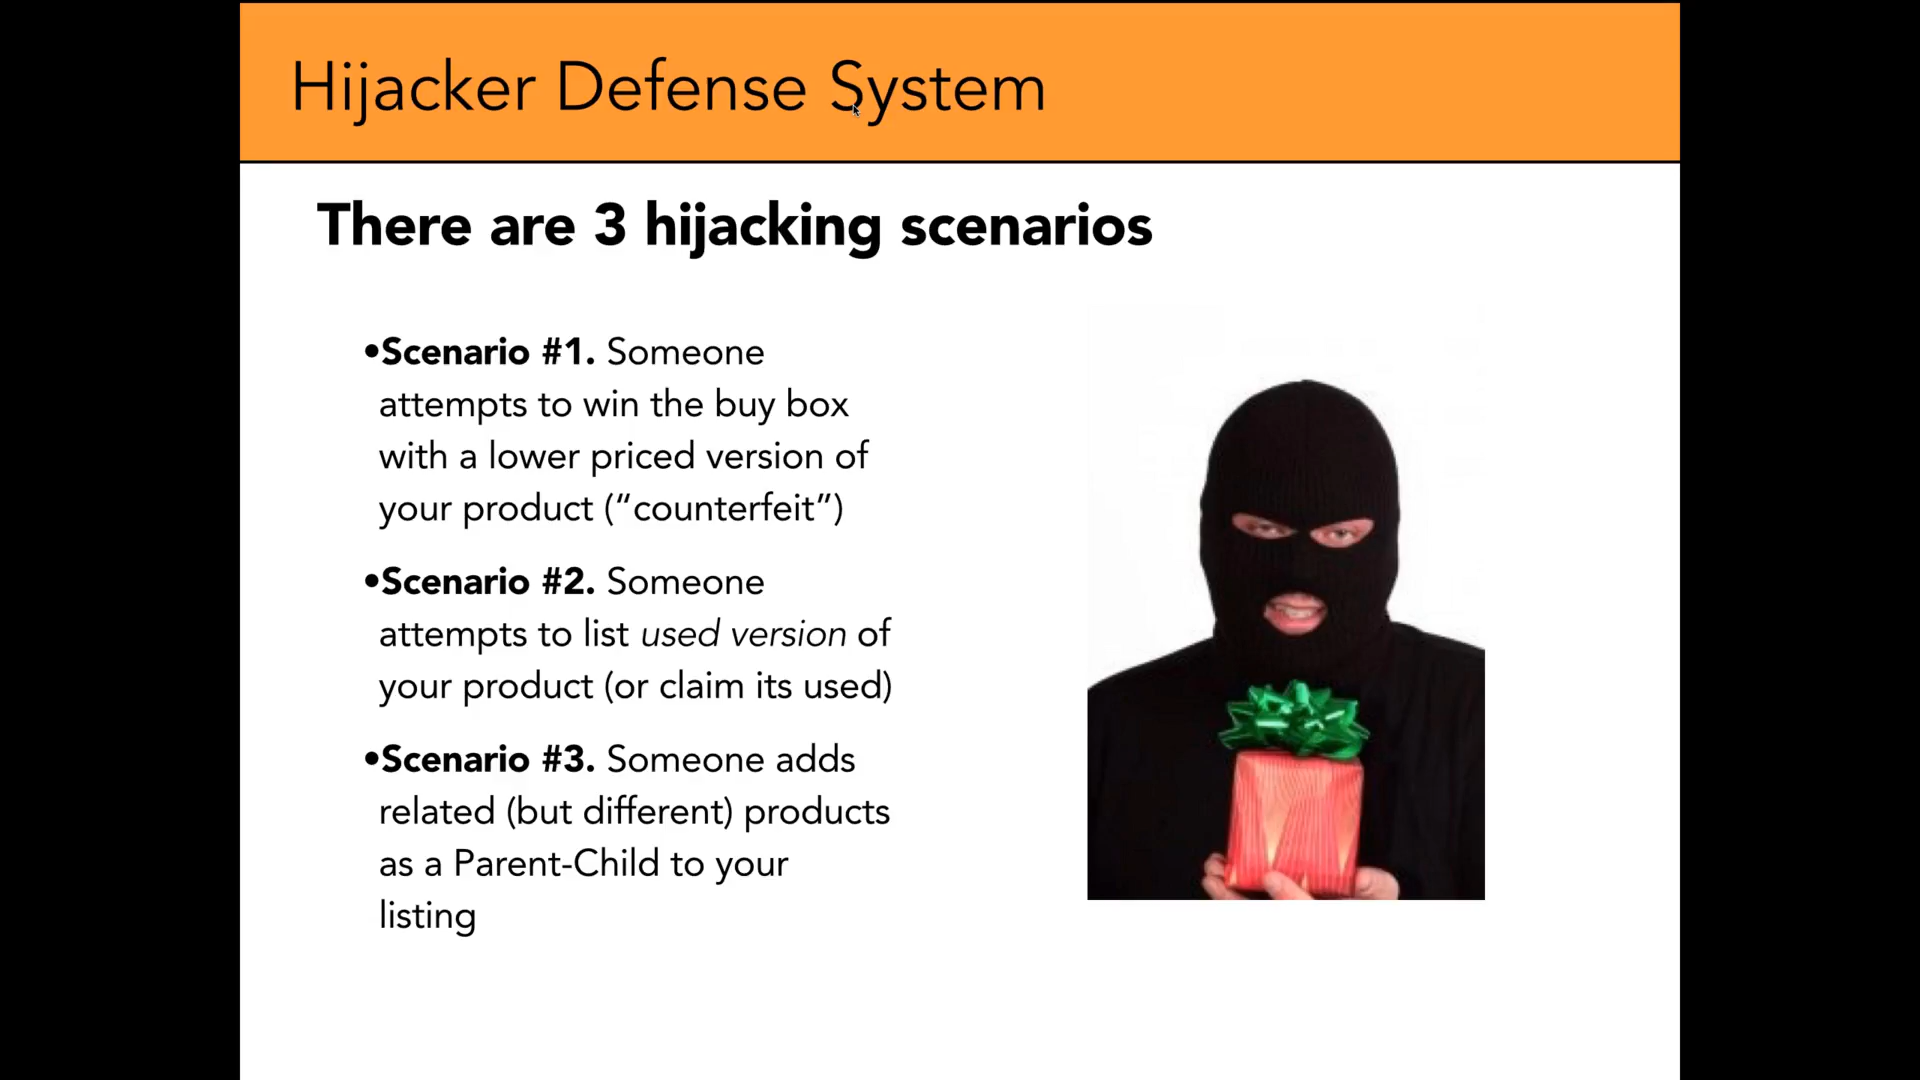 Hijacker Defense System
There are 3 hijacking scenarios
•Scenario #1. Someone
attempts to win the buy box
with a lower priced version of
your product (“counterfeit”)
•Scenario #2. Someone
attempts to list used version of
your product (or claim its used)
•Scenario #3. Someone adds
related (but different) products
as a Parent-Child to your
listing